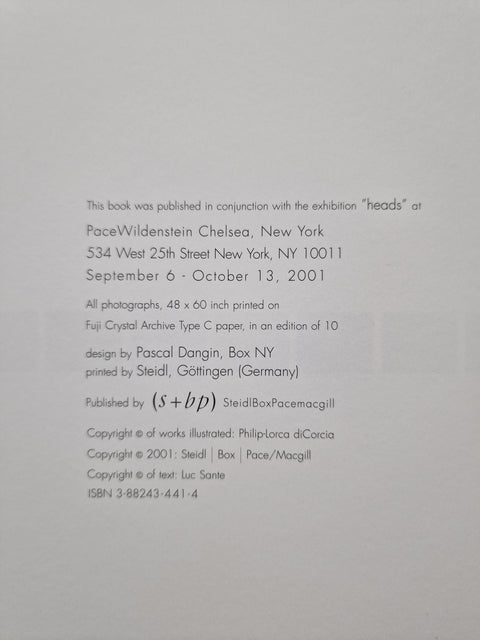 This book was published in conjunction with the exhibition "heads" at
PaceWildenstein Chelsea, New York
534 West 25th Street New York, NY 10011
September 6 - October 13, 2001
All photographs, 48 x 60 inch printed on
Fuji Crystal Archive Type C paper, in an edition of 10
design by Pascal Dangin, Box NY
printed by Steidl, Göttingen (Germany)
Published by (s+bp) SteidlBoxPacemacgill
Copyright © of works illustrated: Philip-Lorca diCorcia
Copyright © 2001: Steidl | Box | Pace/Macgill
Copyright © of text: Luc Sante
ISBN 3-88243-441-4